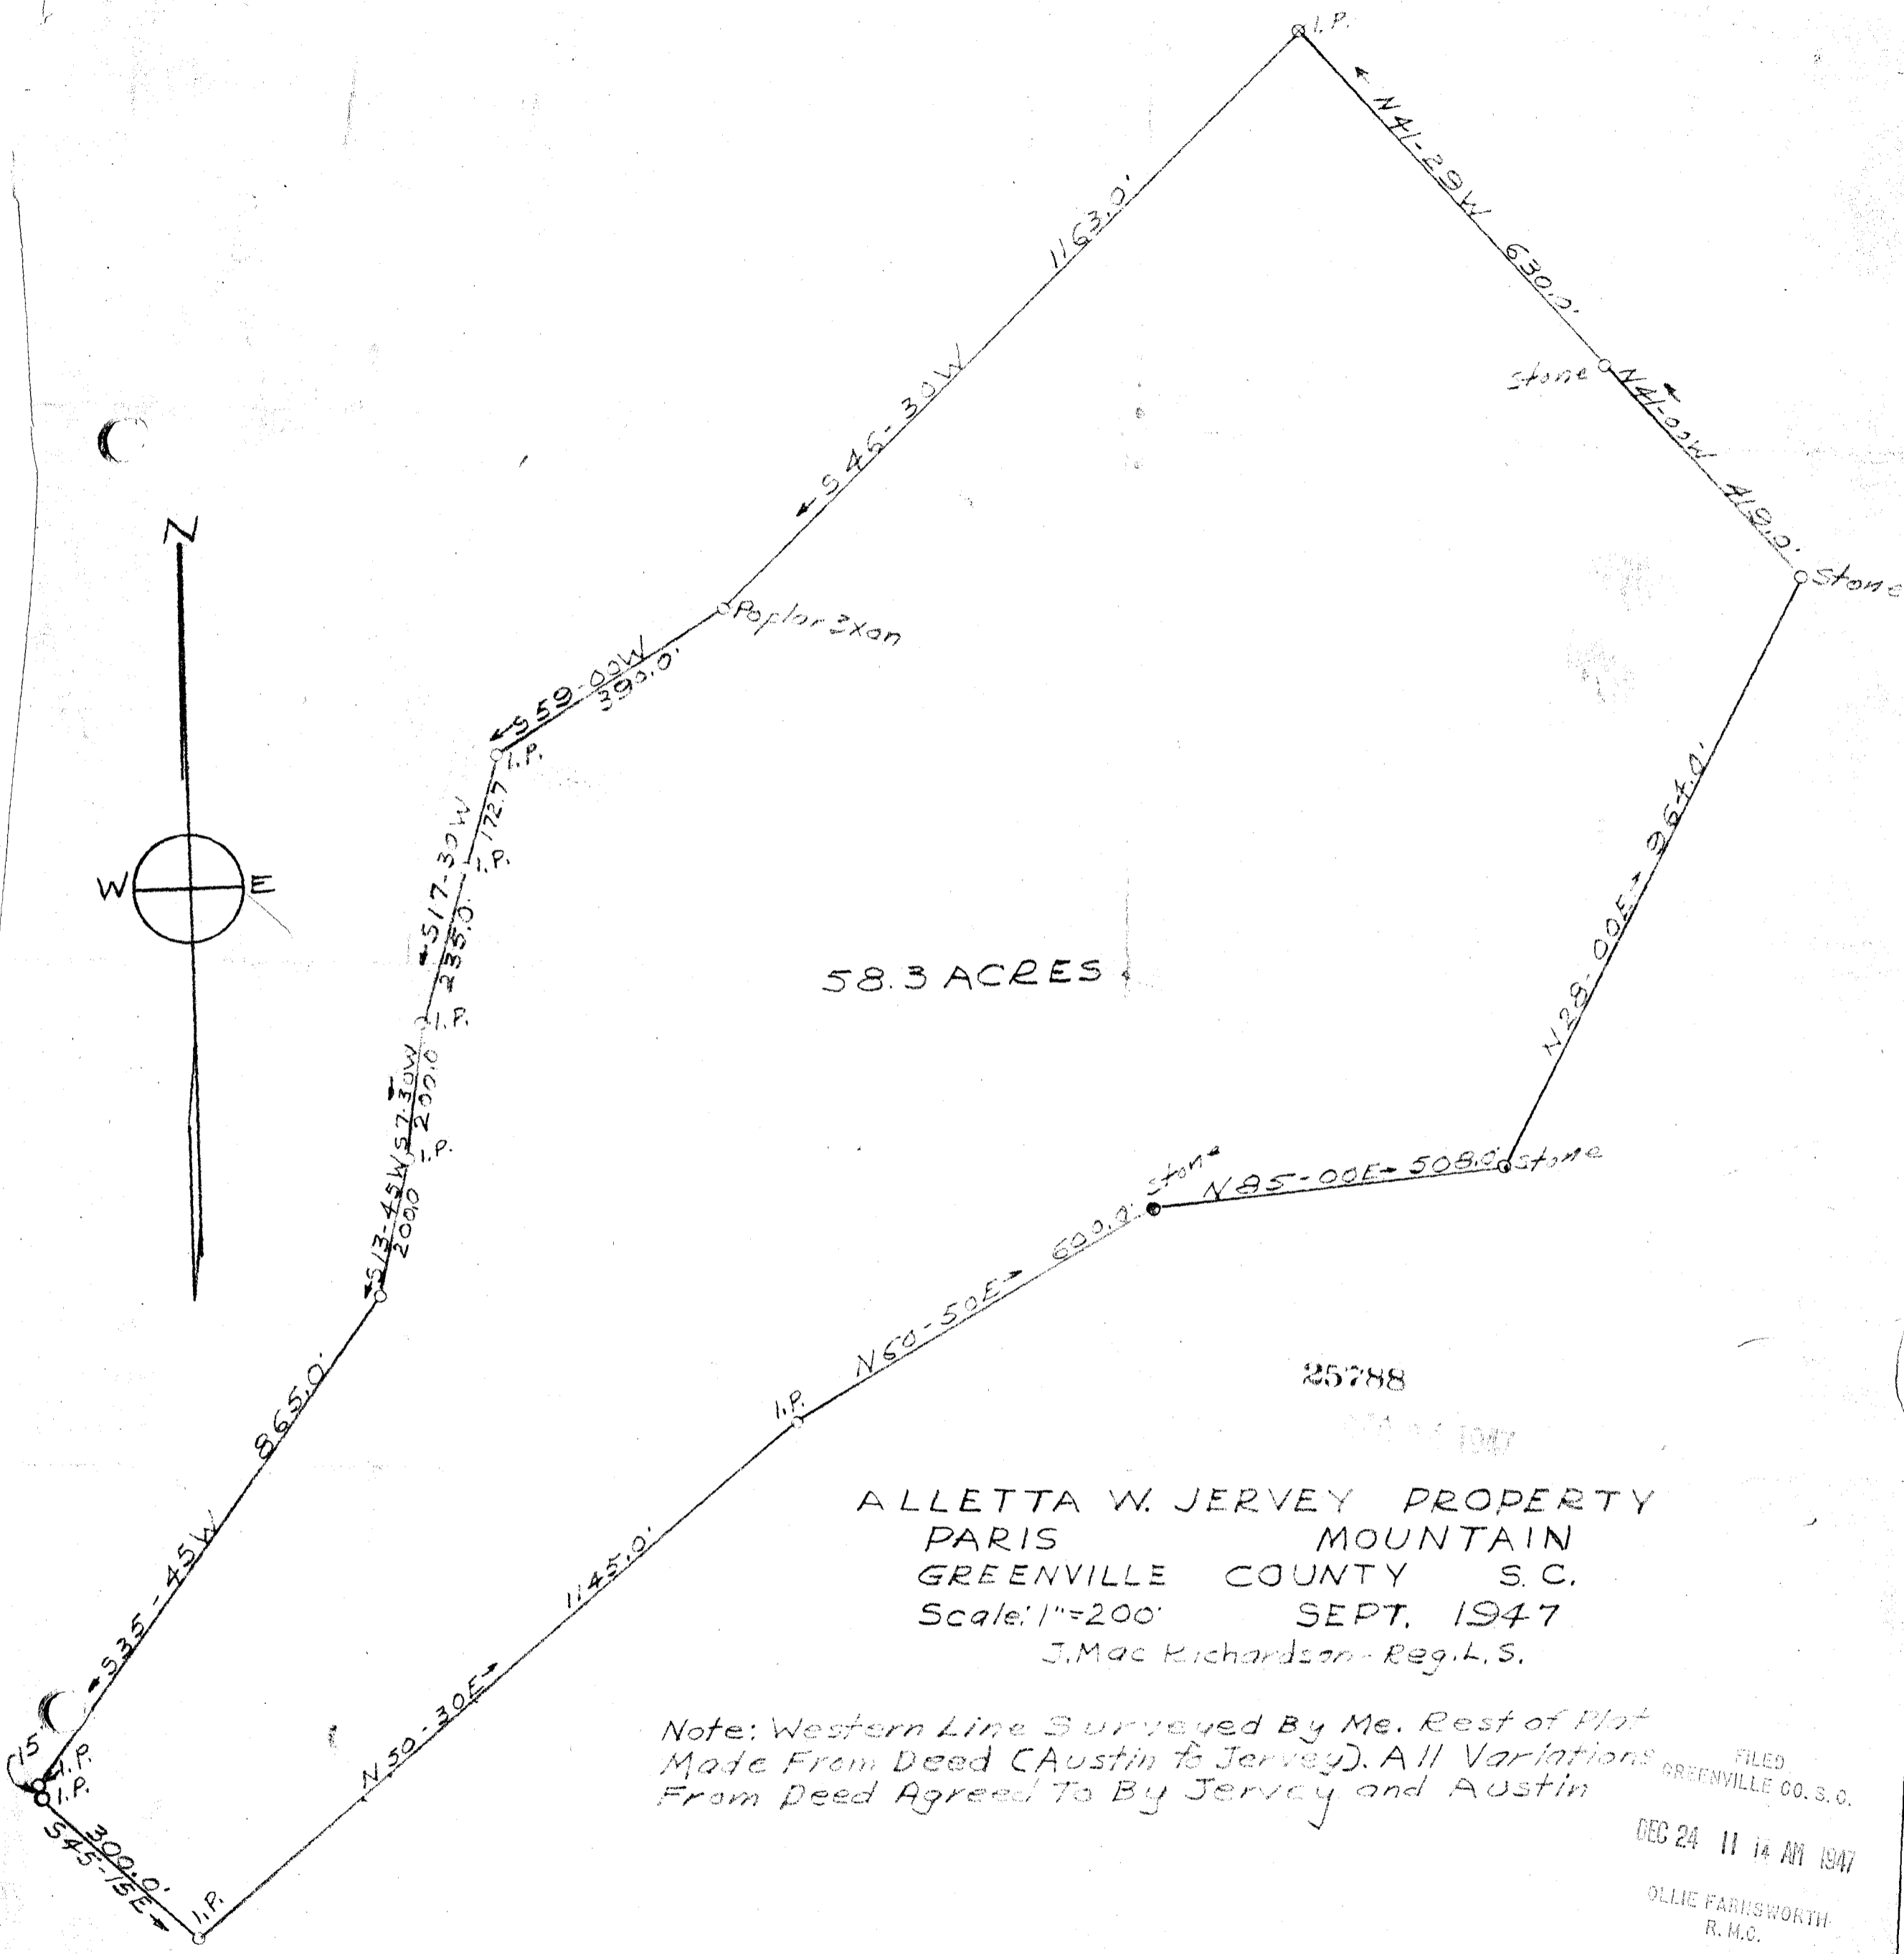 I.P.
N41-29W 630.0'
Stone
N41-00W 419.0'
Stone
1163.0'
S 46-30W
Poplar 3xon
S59-00W
390.0'
I.P.
172.7
I.P.
S17-30W
235.0'
I.P.
S7-30W
200.0
I.P.
S13-45W
200.0
N
W E
58.3 ACRES
N28-00E 964.0'
Stone
N85-00E 508.0'
Stone
N60-50E 600.0'
I.P.
865.0'
S35-45W
15'
I.P.
I.P.
300.0'
S45-15E
I.P.
N50-30E 1145.0'
25788
1947
ALLETTA W. JERVEY PROPERTY
PARIS MOUNTAIN
GREENVILLE COUNTY S.C.
Scale: 1"=200' SEPT. 1947
J. Mac Richardson - Reg. L. S.
Note: Western Line Surveyed By Me. Rest of Plat
Made From Deed (Austin to Jervey). All Variations
From Deed Agreed To By Jervey and Austin
FILED
GREENVILLE CO. S. C.
DEC 24 11 14 AM 1947
OLLIE FARNSWORTH
R. M. C.